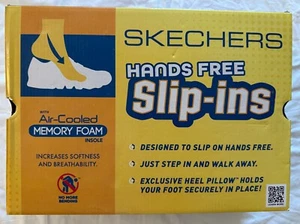 SKECHERS
HANDS FREE
Slip-ins
WITH
Air-Cooled
MEMORY FOAM
INSOLE
INCREASES SOFTNESS
AND BREATHABILITY.
NO MORE
BENDING
DESIGNED TO SLIP ON HANDS FREE.
JUST STEP IN AND WALK AWAY.
EXCLUSIVE HEEL PILLOW™ HOLDS
YOUR FOOT SECURELY IN PLACE!